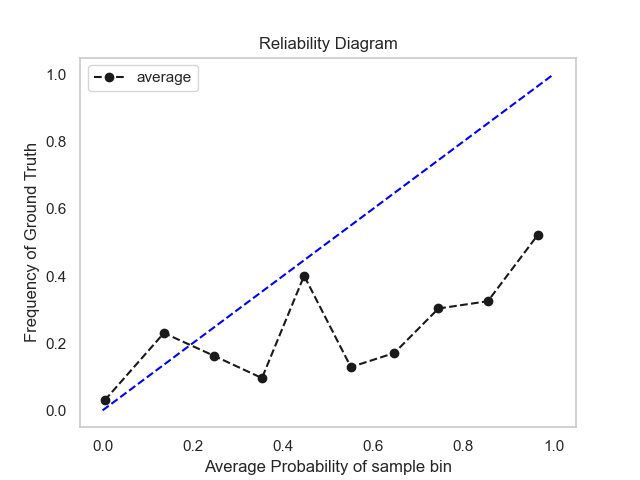 Reliability Diagram
average
Frequency of Ground Truth
1.0
0.8
0.6
0.4
0.2
0.0
0.0 0.2 0.4 0.6 0.8 1.0
Average Probability of sample bin